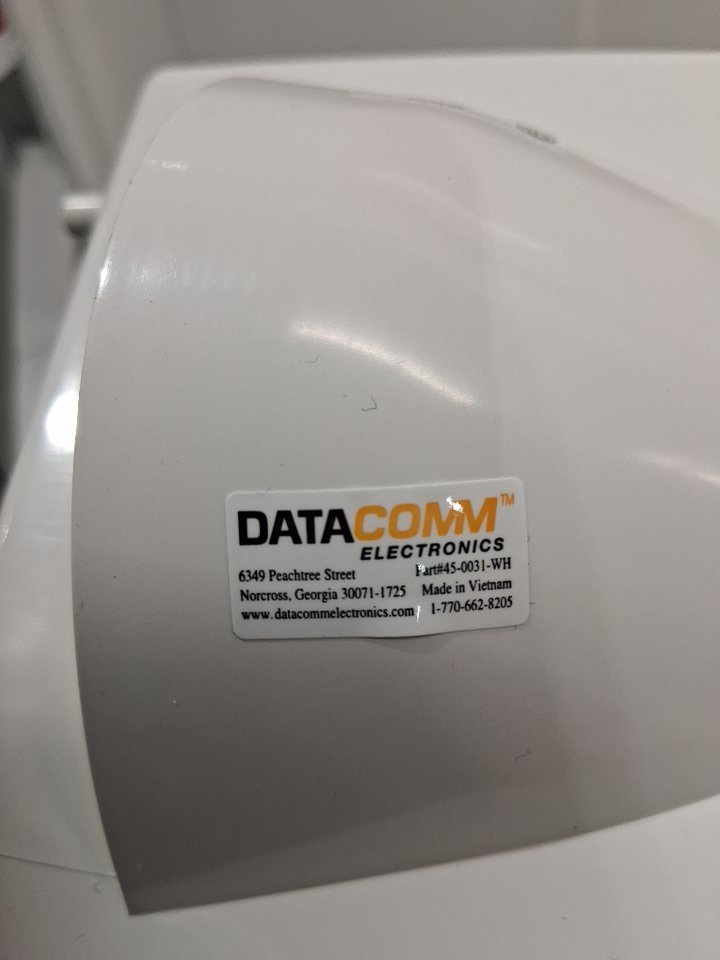 DATACOMM™
ELECTRONICS
6349 Peachtree Street Part#45-0031-WH
Norcross, Georgia 30071-1725 Made in Vietnam
www.datacommelectronics.com 1-770-662-8205